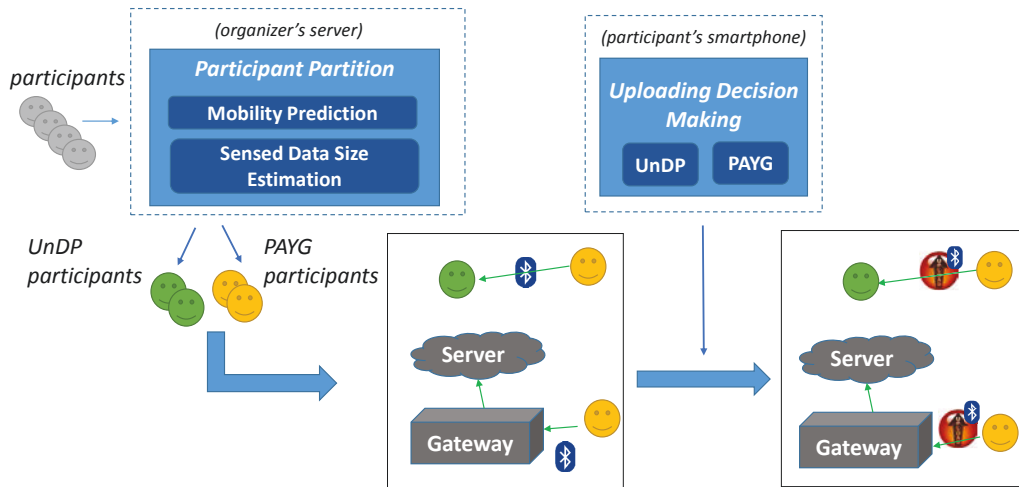 (organizer's server)
(participant's smartphone)
participants
Participant Partition
Mobility Prediction
Sensed Data Size
Estimation
Uploading Decision
Making
UnDP
PAYG
UnDP
participants
PAYG
participants
Server
Gateway
Server
Gateway